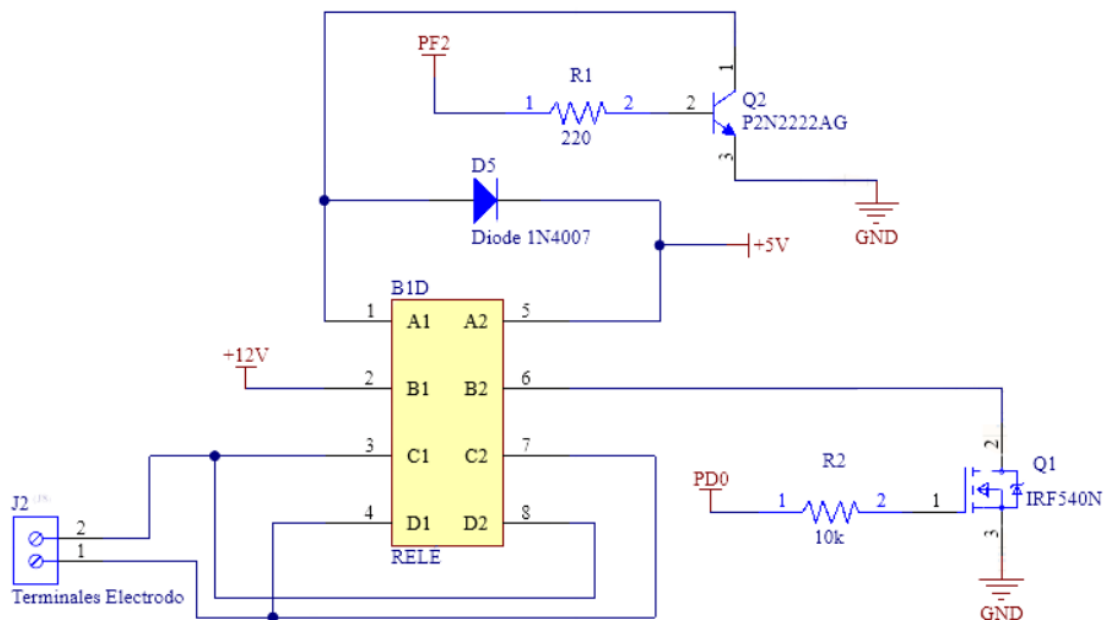 PF2
R1
1
1
2
2
Q2
P2N2222AG
220
3
D5
GND
Diode 1N4007
+5V
B1D
1
A1
A2
5
+12V
2
B1
B2
6
3
C1
C2
7
2
R2
Q1
PD0
J2
4
D1
D2
8
1
2
1
IRF540N
2
10k
3
1
RELÉ
Terminales Electrodo
GND